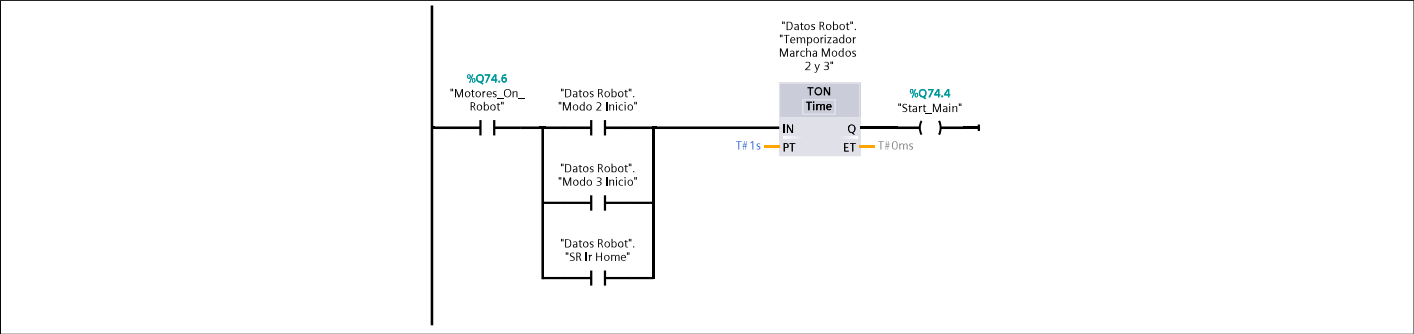 "Datos Robot".
"Temporizador
Marcha Modos
2 y 3"
%Q74.6
"Motores_On_
Robot"
"Datos Robot".
"Modo 2 Inicio"
TON
Time
%Q74.4
"Start_Main"
IN
Q
T#1s
PT
ET
T#0ms
"Datos Robot".
"Modo 3 Inicio"
"Datos Robot".
"SR Ir Home"